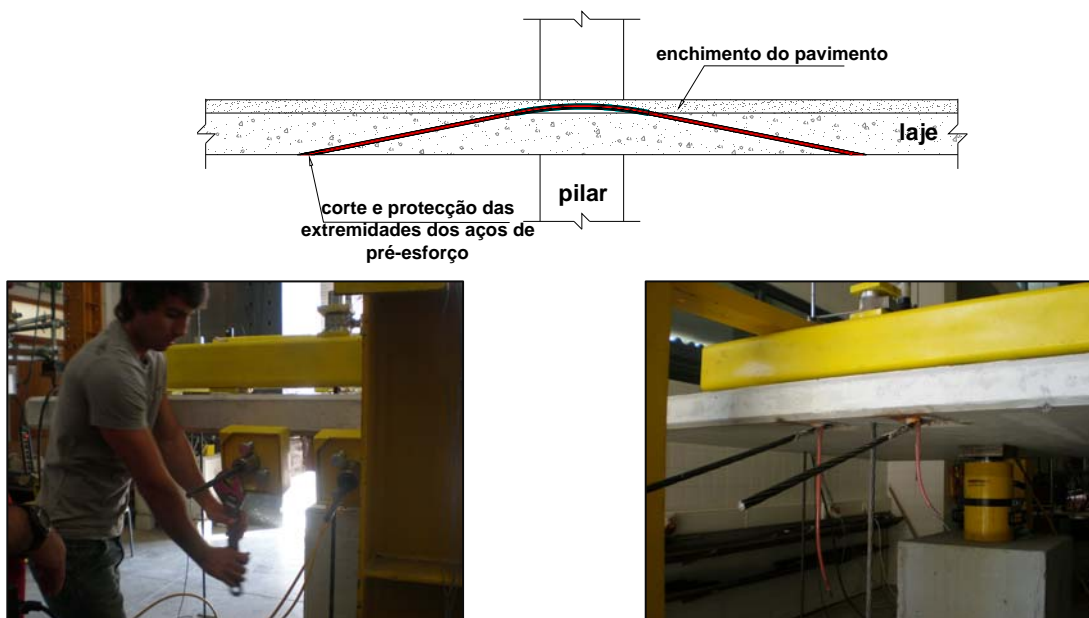 enchimento do pavimento
laje
pilar
corte e protecção das
extremidades dos aços de
pré-esforço